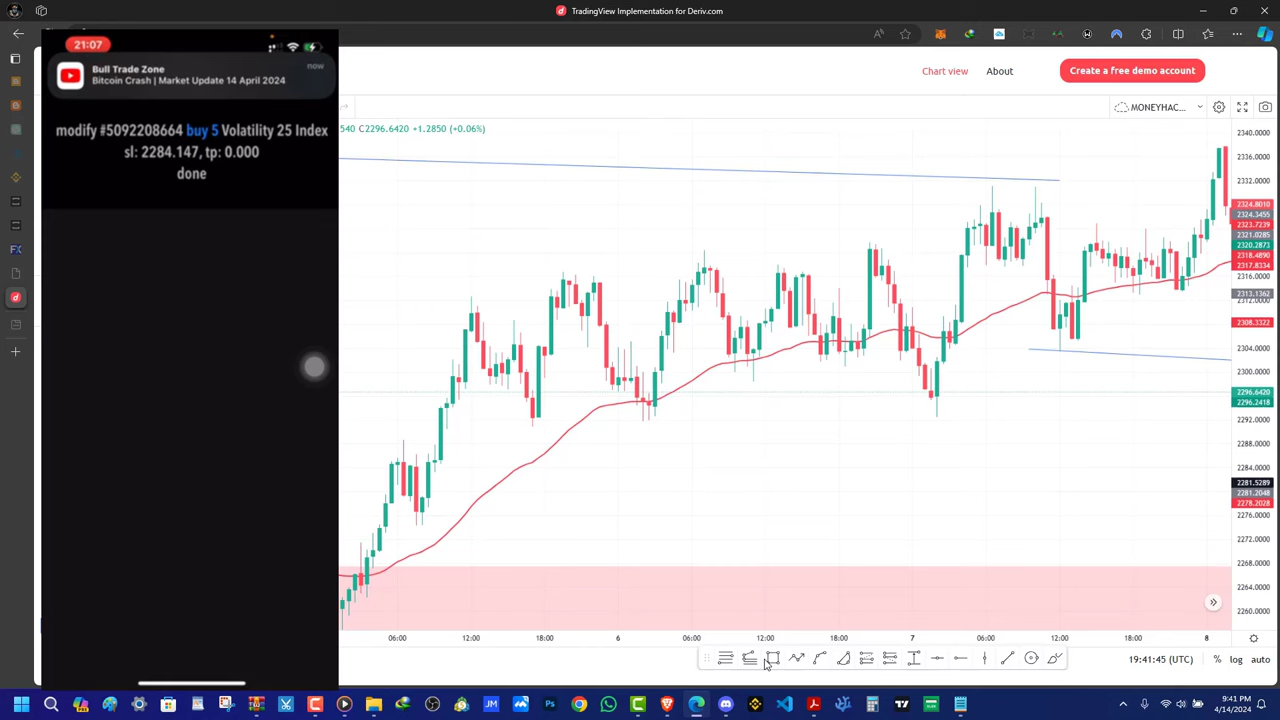 TradingView Implementation for Deriv.com
21:07
Bull Trade Zone
now
Bitcoin Crash | Market Update 14 April 2024
modify #5092208664 buy 5 Volatility 25 Index
sl: 2284.147, tp: 0.000
done
Chart view
About
Create a free demo account
MONEYHAC...
540 C2296.6420 +1.2850 (+0.06%)
2340.0000
2336.0000
2332.0000
2324.8010
2324.3455
2323.7239
2321.0285
2320.2873
2318.4890
2317.8334
2316.0000
2313.1362
2312.0000
2308.3322
2304.0000
2300.0000
2296.6420
2296.2418
2292.0000
2288.0000
2284.0000
2281.5289
2281.2048
2278.2028
2276.0000
2272.0000
2268.0000
2264.0000
2260.0000
06:00
12:00
18:00
6
06:00
12:00
18:00
7
06:00
12:00
18:00
8
19:41:45 (UTC)
%
log
auto
FX
JM
9:41 PM
4/14/2024